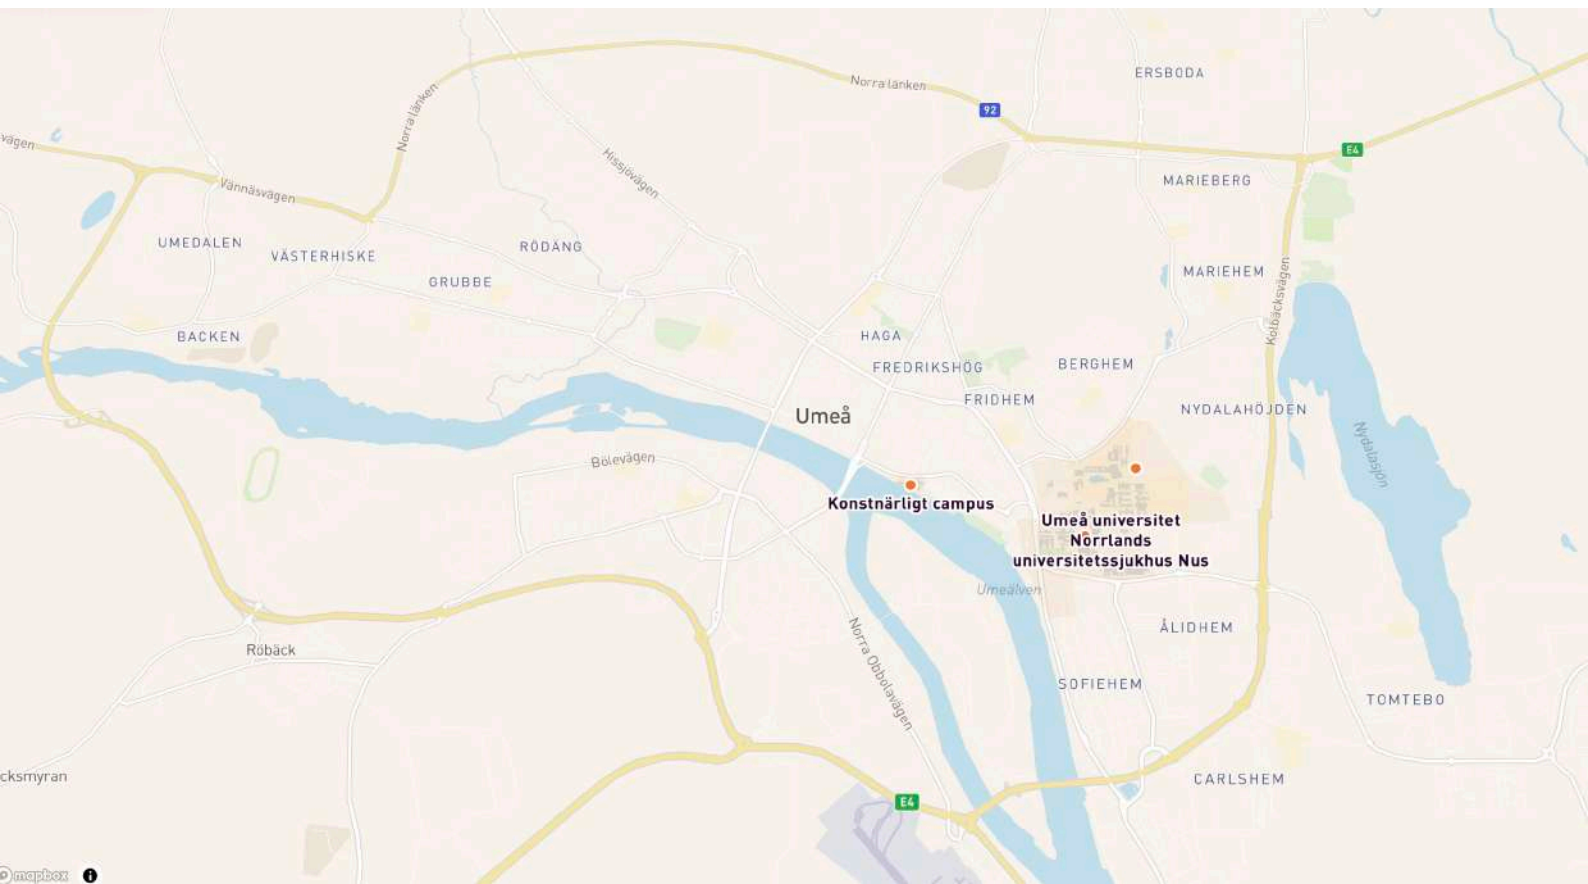 ERSBODA
Norra länken
92
E4
Norra länken
vägen
Hissjövägen
MARIEBERG
Vännäsvägen
UMEDALEN
RÖDÄNG
VÄSTERHISKE
MARIEHEM
GRUBBE
Kolbäcksvägen
BACKEN
HAGA
FREDRIKSHÖG
BERGHEM
FRIDHEM
NYDALAHÖJDEN
Umeå
Nydalasjön
Bölevägen
Konstnärligt campus
Umeå universitet
Norrlands
universitetssjukhus Nus
Umeälven
ÅLIDHEM
Röbäck
Norra Obbolavägen
SOFIEHEM
TOMTEBO
cksmyran
CARLSHEM
E4
mapbox